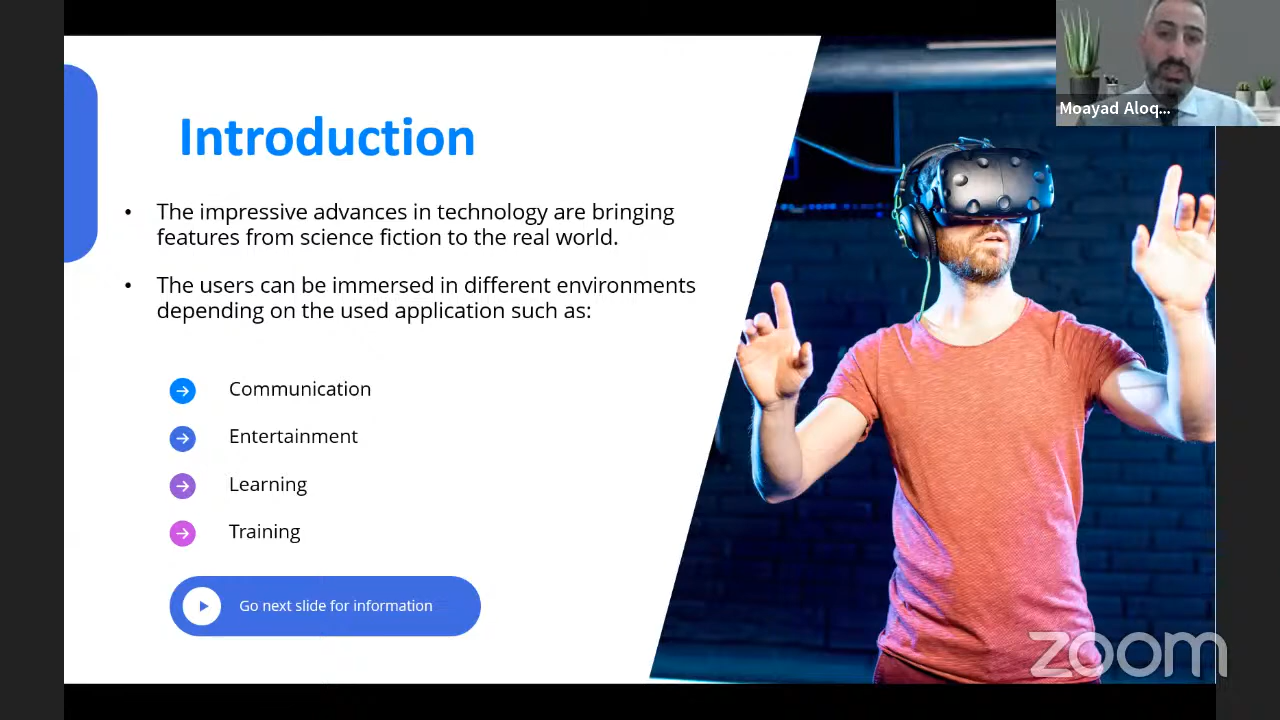 Moayad Aloq...
Introduction
• The impressive advances in technology are bringing
features from science fiction to the real world.
• The users can be immersed in different environments
depending on the used application such as:
Communication
Entertainment
Learning
Training
Go next slide for information
zoom